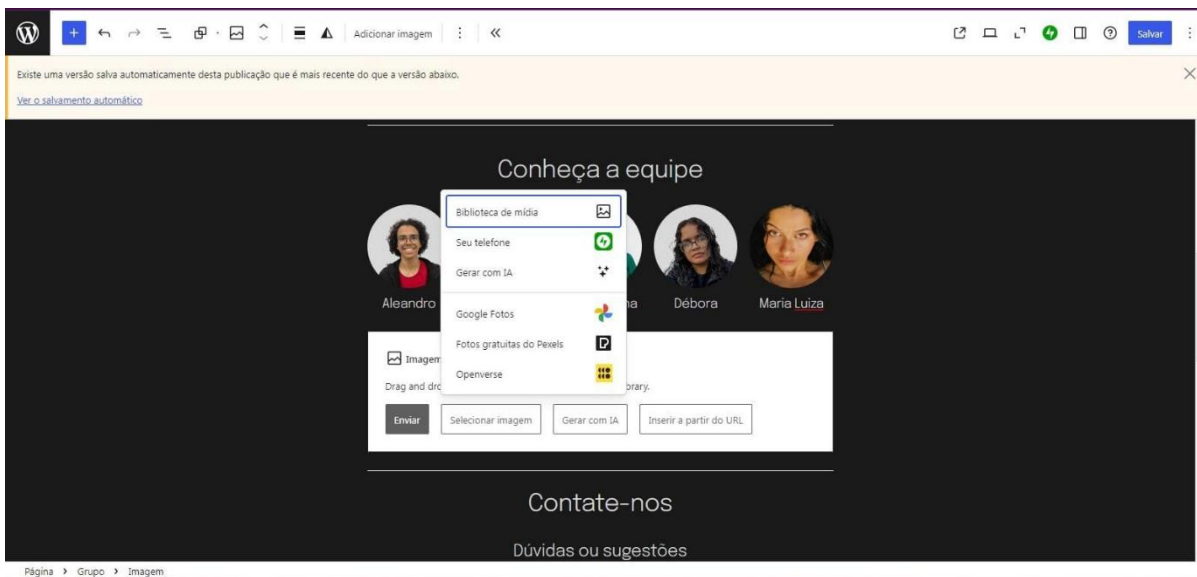 Adicionar imagem
Salvar
Existe uma versão salva automaticamente desta publicação que é mais recente do que a versão abaixo.
Ver o salvamento automático
Conheça a equipe
Biblioteca de mídia
Seu telefone
Gerar com IA
Google Fotos
Fotos gratuitas do Pexels
Openverse
Aleandro
Débora
Maria Luiza
Imagem
Drag and
Enviar
Selecionar imagem
Gerar com IA
Inserir a partir do URL
Contate-nos
Dúvidas ou sugestões
Página > Grupo > Imagem